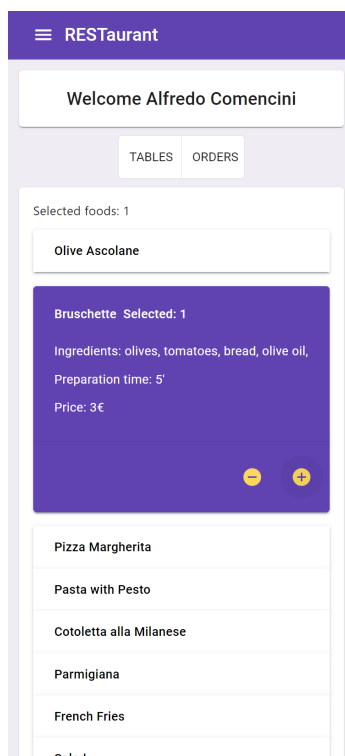 RESTaurant
Welcome Alfredo Comencini
TABLES ORDERS
Selected foods: 1
Olive Ascolane
Bruschette Selected: 1
Ingredients: olives, tomatoes, bread, olive oil,
Preparation time: 5'
Price: 3€
Pizza Margherita
Pasta with Pesto
Cotoletta alla Milanese
Parmigiana
French Fries